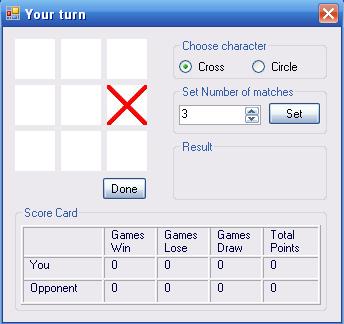 Your turn
Choose character
Cross
Circle
Set Number of matches
3
Set
Result
Done
Score Card
Games Win
Games Lose
Games Draw
Total Points
You 0 0 0 0
Opponent 0 0 0 0